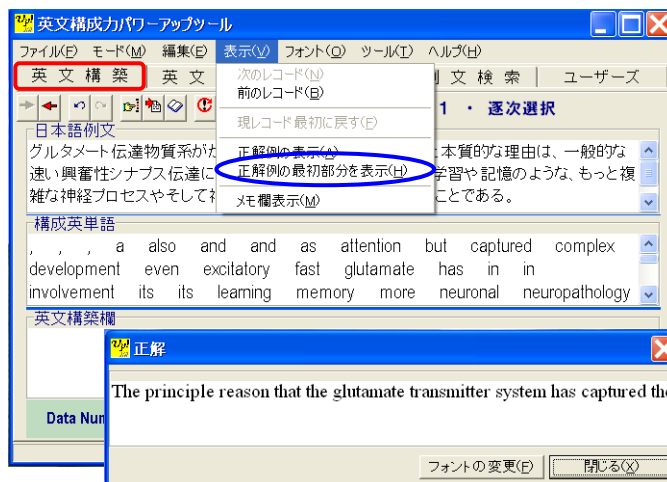 英文構成力パワーアップツール
ファイル(F) モード(M) 編集(E) 表示(V) フォント(O) ツール(T) ヘルプ(H)
英 文 構 築 英 文 文 検 索 ユーザーズ
次のレコード(N)
前のレコード(B)
現レコード最初に戻す(F)
正解例の表示(A)
正解例の最初部分を表示(H)
メモ欄表示(M)
1 ・ 逐次選択
日本語例文
グルタメート伝達物質系が 本質的な理由は、一般的な
速い興奮性シナプス伝達に 学習や記憶のような、もっと複
雑な神経プロセスやそして ことである。
構成英単語
, , , a also and and as attention but captured complex
development even excitatory fast glutamate has in in
involvement its its learning memory more neuronal neuropathology
英文構築欄
正解
The principle reason that the glutamate transmitter system has captured the
Data Num
フォントの変更(F) 閉じる(X)